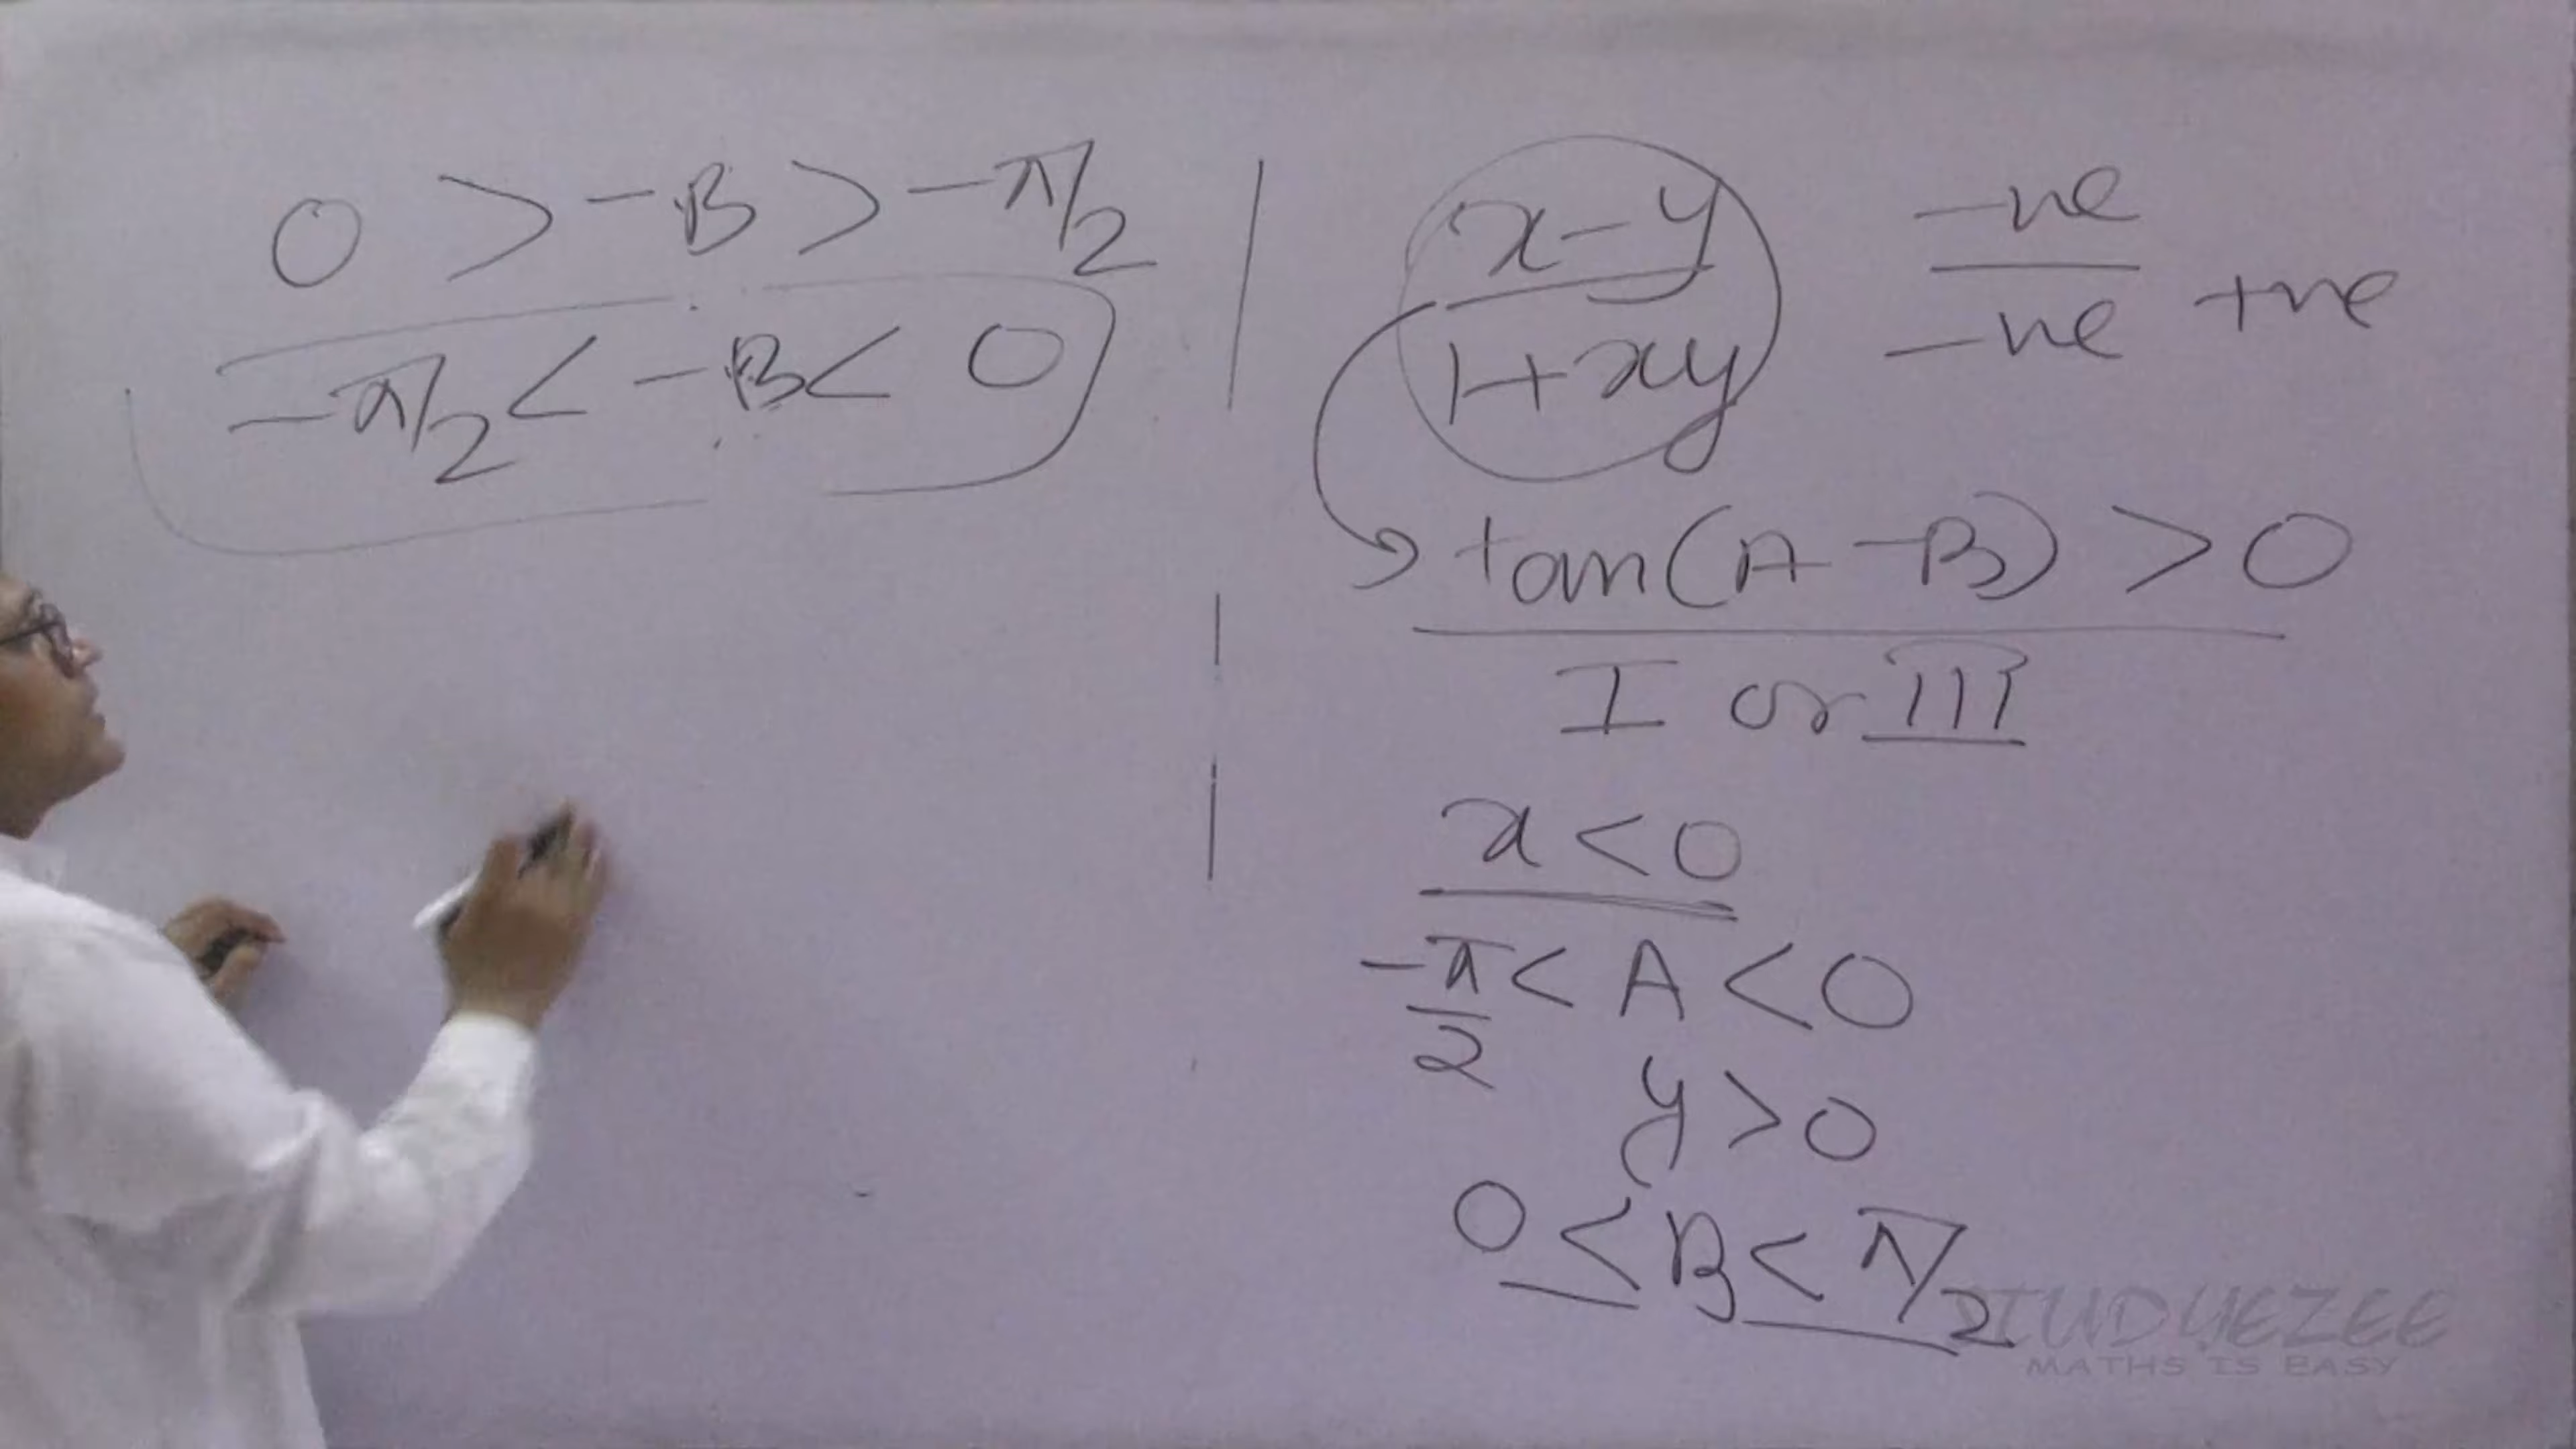 0 > -B > -π/2
-π/2 < -B < 0
x-y
1+xy
-ve
-ve
+ve
tan(A-B) > 0
I or III
x < 0
-π/2 < A < 0
y > 0
0 < B < π/2
STUDYEZEE
MATHS IS EASY